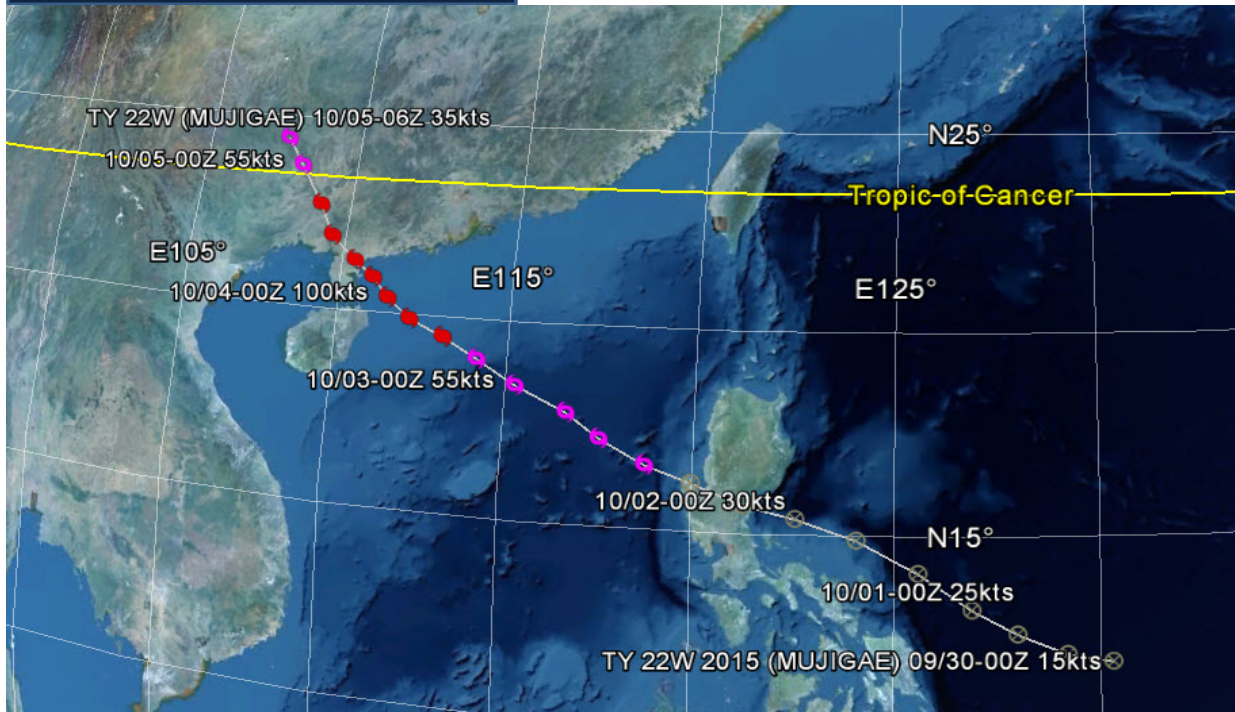 TY 22W (MUJIGAE) 10/05-06Z 35kts
N25°
10/05-00Z 55kts
Tropic of Cancer
E105°
E115°
E125°
10/04-00Z 100kts
10/03-00Z 55kts
10/02-00Z 30kts
N15°
10/01-00Z 25kts
TY 22W 2015 (MUJIGAE) 09/30-00Z 15kts